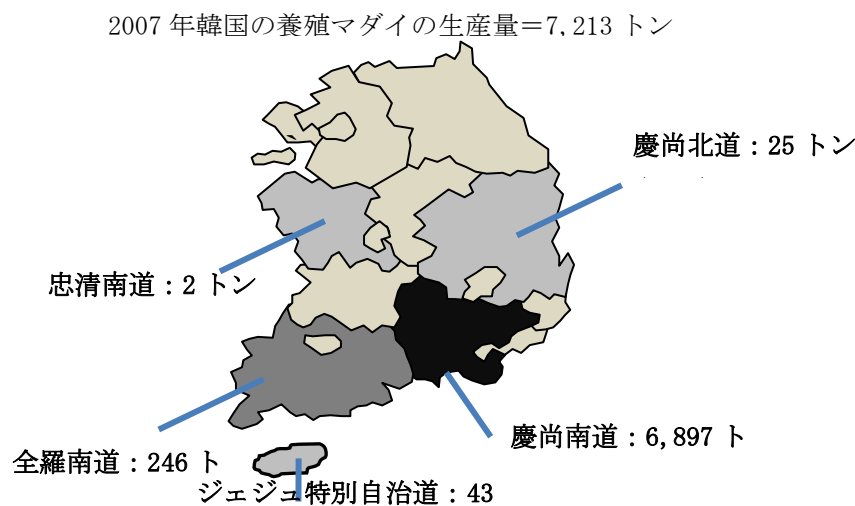 2007 年韓国の養殖マダイの生産量＝7,213 トン
慶尚北道：25 トン
忠清南道：2 トン
慶尚南道：6,897 ト
全羅南道：246 ト
ジェジュ特別自治道：43